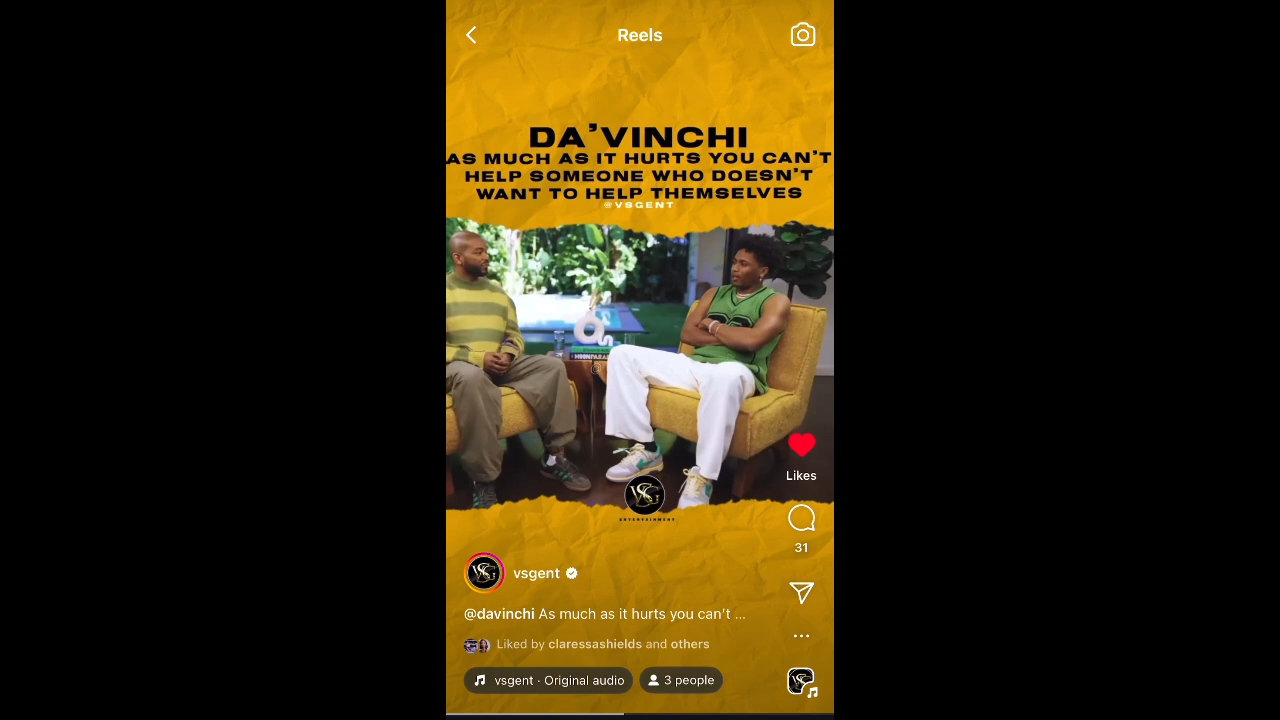 Reels
DA'VINCHI
AS MUCH AS IT HURTS YOU CAN'T
HELP SOMEONE WHO DOESN'T
WANT TO HELP THEMSELVES
@VSGENT
VSG
ENTERTAINMENT
Likes
31
vsgent
@davinchi As much as it hurts you can't ...
Liked by claressashields and others
vsgent · Original audio
3 people